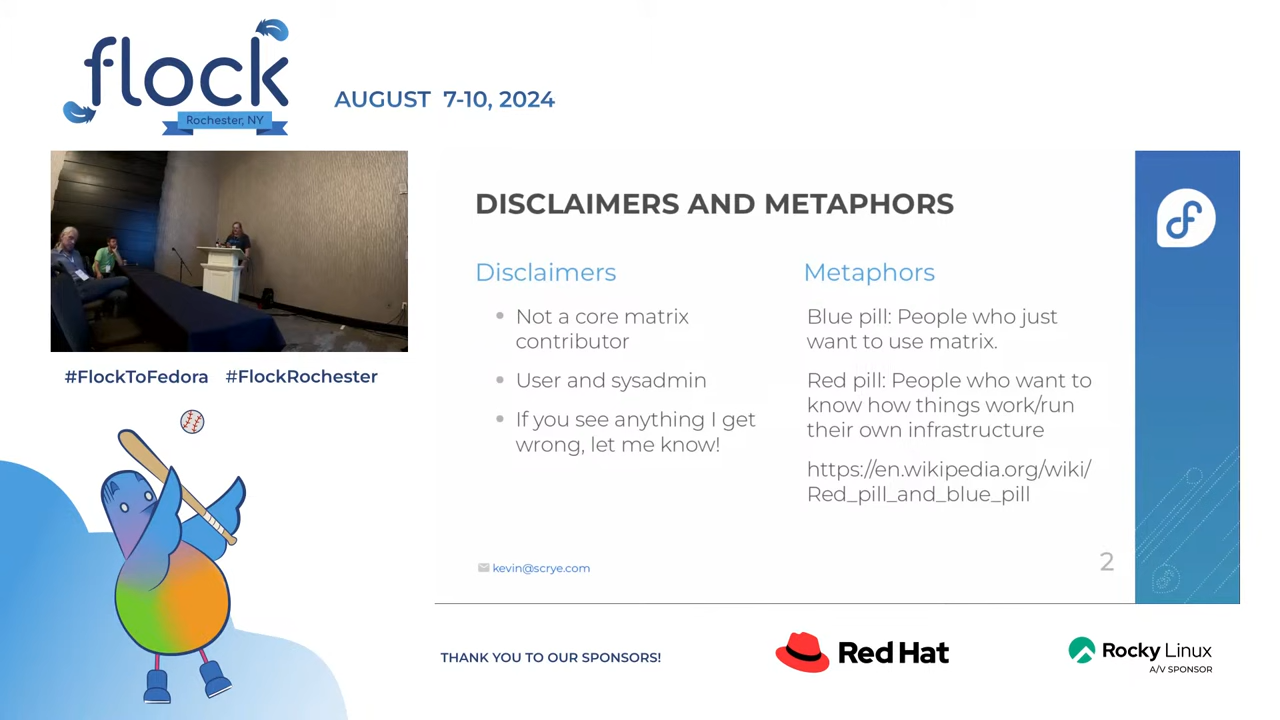 flock
Rochester, NY
AUGUST 7-10, 2024
#FlockToFedora #FlockRochester
DISCLAIMERS AND METAPHORS
Disclaimers
Not a core matrix
contributor
User and sysadmin
If you see anything I get
wrong, let me know!
Metaphors
Blue pill: People who just
want to use matrix.
Red pill: People who want to
know how things work/run
their own infrastructure
https://en.wikipedia.org/wiki/
Red_pill_and_blue_pill
kevin@scrye.com
2
THANK YOU TO OUR SPONSORS!
Red Hat
Rocky Linux
A/V SPONSOR